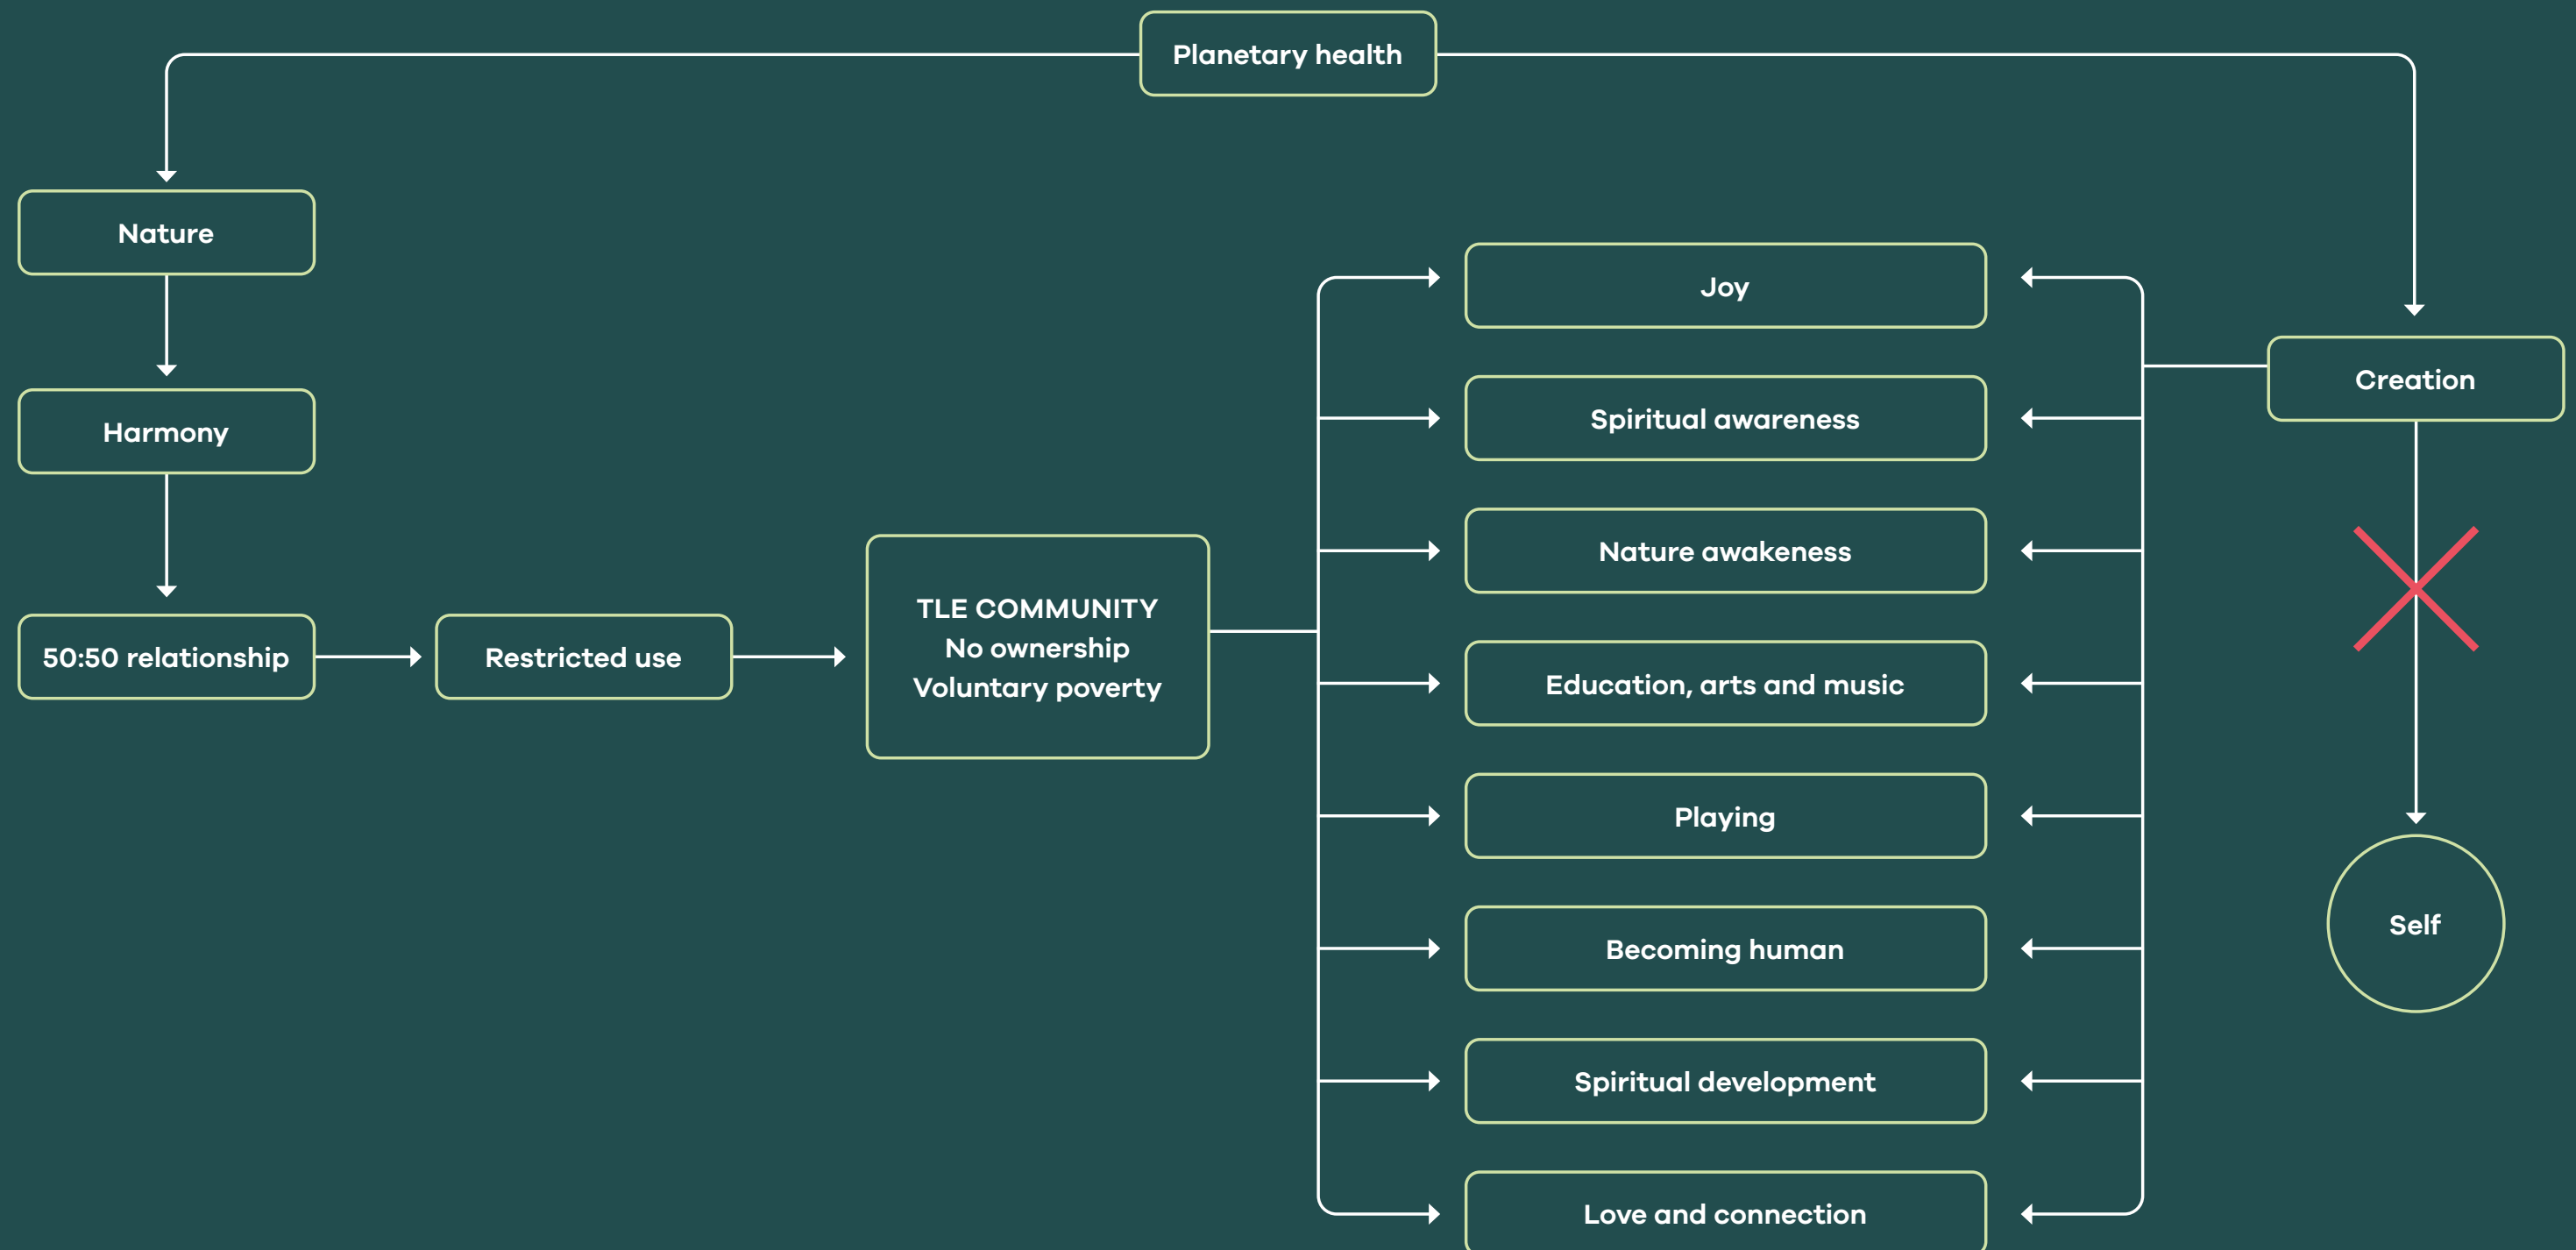 Planetary health
Nature
Harmony
50:50 relationship
Restricted use
TLE COMMUNITY
No ownership
Voluntary poverty
Joy
Spiritual awareness
Nature awakeness
Education, arts and music
Playing
Becoming human
Spiritual development
Love and connection
Creation
Self